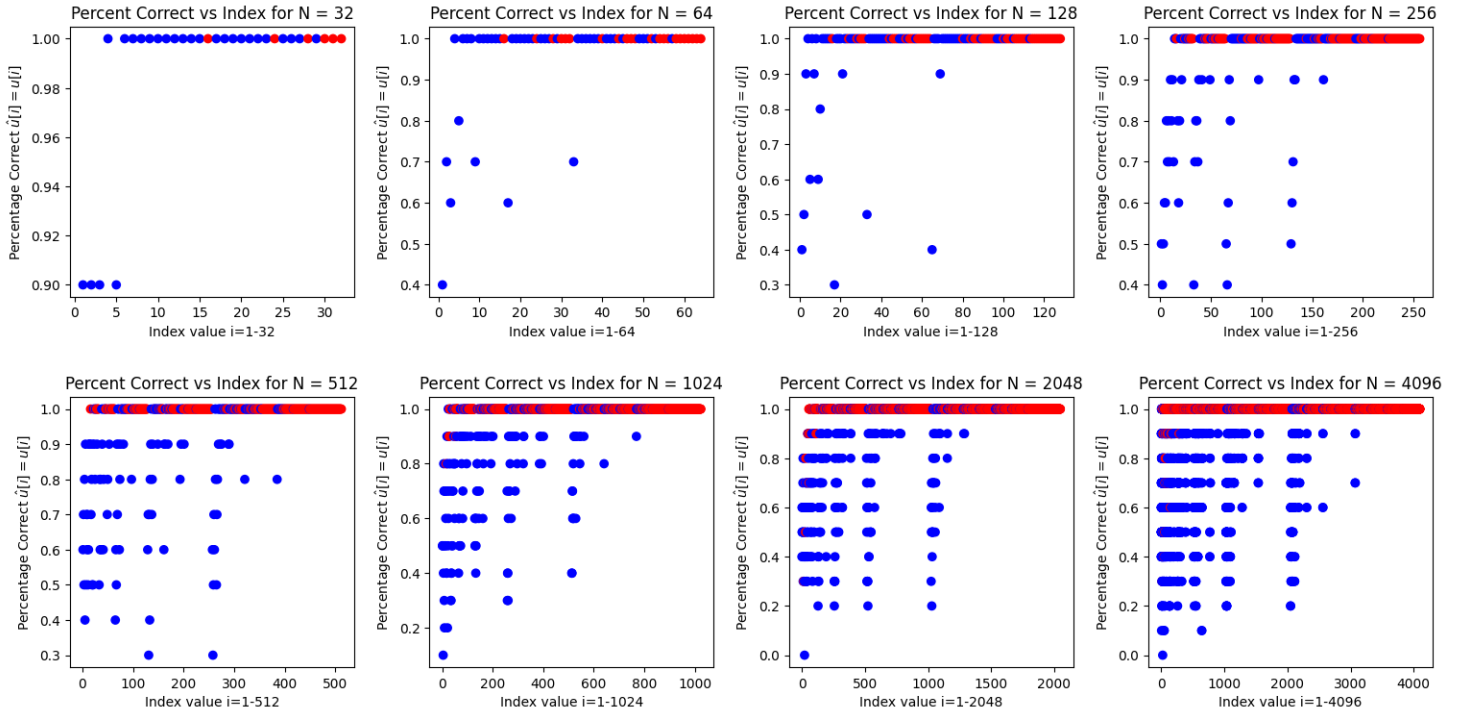 Percent Correct vs Index for N = 32
Percentage Correct û[i] = u[i]
1.00
0.98
0.96
0.94
0.92
0.90
0 5 10 15 20 25 30
Index value i=1-32
Percent Correct vs Index for N = 64
Percentage Correct û[i] = u[i]
1.0
0.9
0.8
0.7
0.6
0.5
0.4
0 10 20 30 40 50 60
Index value i=1-64
Percent Correct vs Index for N = 128
Percentage Correct û[i] = u[i]
1.0
0.9
0.8
0.7
0.6
0.5
0.4
0.3
0 20 40 60 80 100 120
Index value i=1-128
Percent Correct vs Index for N = 256
Percentage Correct û[i] = u[i]
1.0
0.9
0.8
0.7
0.6
0.5
0.4
0 50 100 150 200 250
Index value i=1-256
Percent Correct vs Index for N = 512
Percentage Correct û[i] = u[i]
1.0
0.9
0.8
0.7
0.6
0.5
0.4
0.3
0 100 200 300 400 500
Index value i=1-512
Percent Correct vs Index for N = 1024
Percentage Correct û[i] = u[i]
1.0
0.8
0.6
0.4
0.2
0 200 400 600 800 1000
Index value i=1-1024
Percent Correct vs Index for N = 2048
Percentage Correct û[i] = u[i]
1.0
0.8
0.6
0.4
0.2
0.0
0 500 1000 1500 2000
Index value i=1-2048
Percent Correct vs Index for N = 4096
Percentage Correct û[i] = u[i]
1.0
0.8
0.6
0.4
0.2
0.0
0 1000 2000 3000 4000
Index value i=1-4096